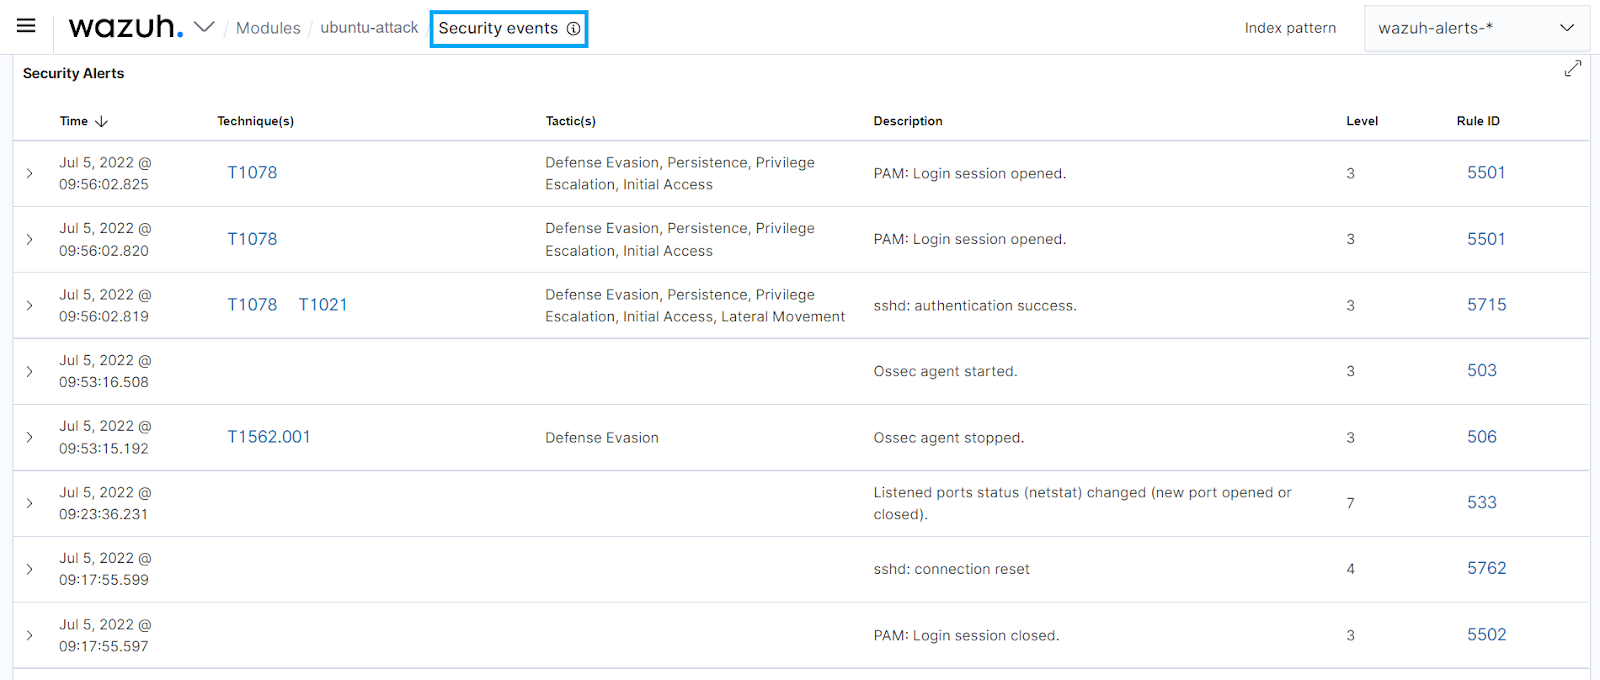 wazuh. / Modules / ubuntu-attack Security events Index pattern wazuh-alerts-*
Security Alerts
Time Technique(s) Tactic(s) Description Level Rule ID
Jul 5, 2022 @
09:56:02.825
T1078
Defense Evasion, Persistence, Privilege
Escalation, Initial Access
PAM: Login session opened.
3
5501
Jul 5, 2022 @
09:56:02.820
T1078
Defense Evasion, Persistence, Privilege
Escalation, Initial Access
PAM: Login session opened.
3
5501
Jul 5, 2022 @
09:56:02.819
T1078 T1021
Defense Evasion, Persistence, Privilege
Escalation, Initial Access, Lateral Movement
sshd: authentication success.
3
5715
Jul 5, 2022 @
09:53:16.508
Ossec agent started.
3
503
Jul 5, 2022 @
09:53:15.192
T1562.001
Defense Evasion
Ossec agent stopped.
3
506
Jul 5, 2022 @
09:23:36.231
Listened ports status (netstat) changed (new port opened or
closed).
7
533
Jul 5, 2022 @
09:17:55.599
sshd: connection reset
4
5762
Jul 5, 2022 @
09:17:55.597
PAM: Login session closed.
3
5502